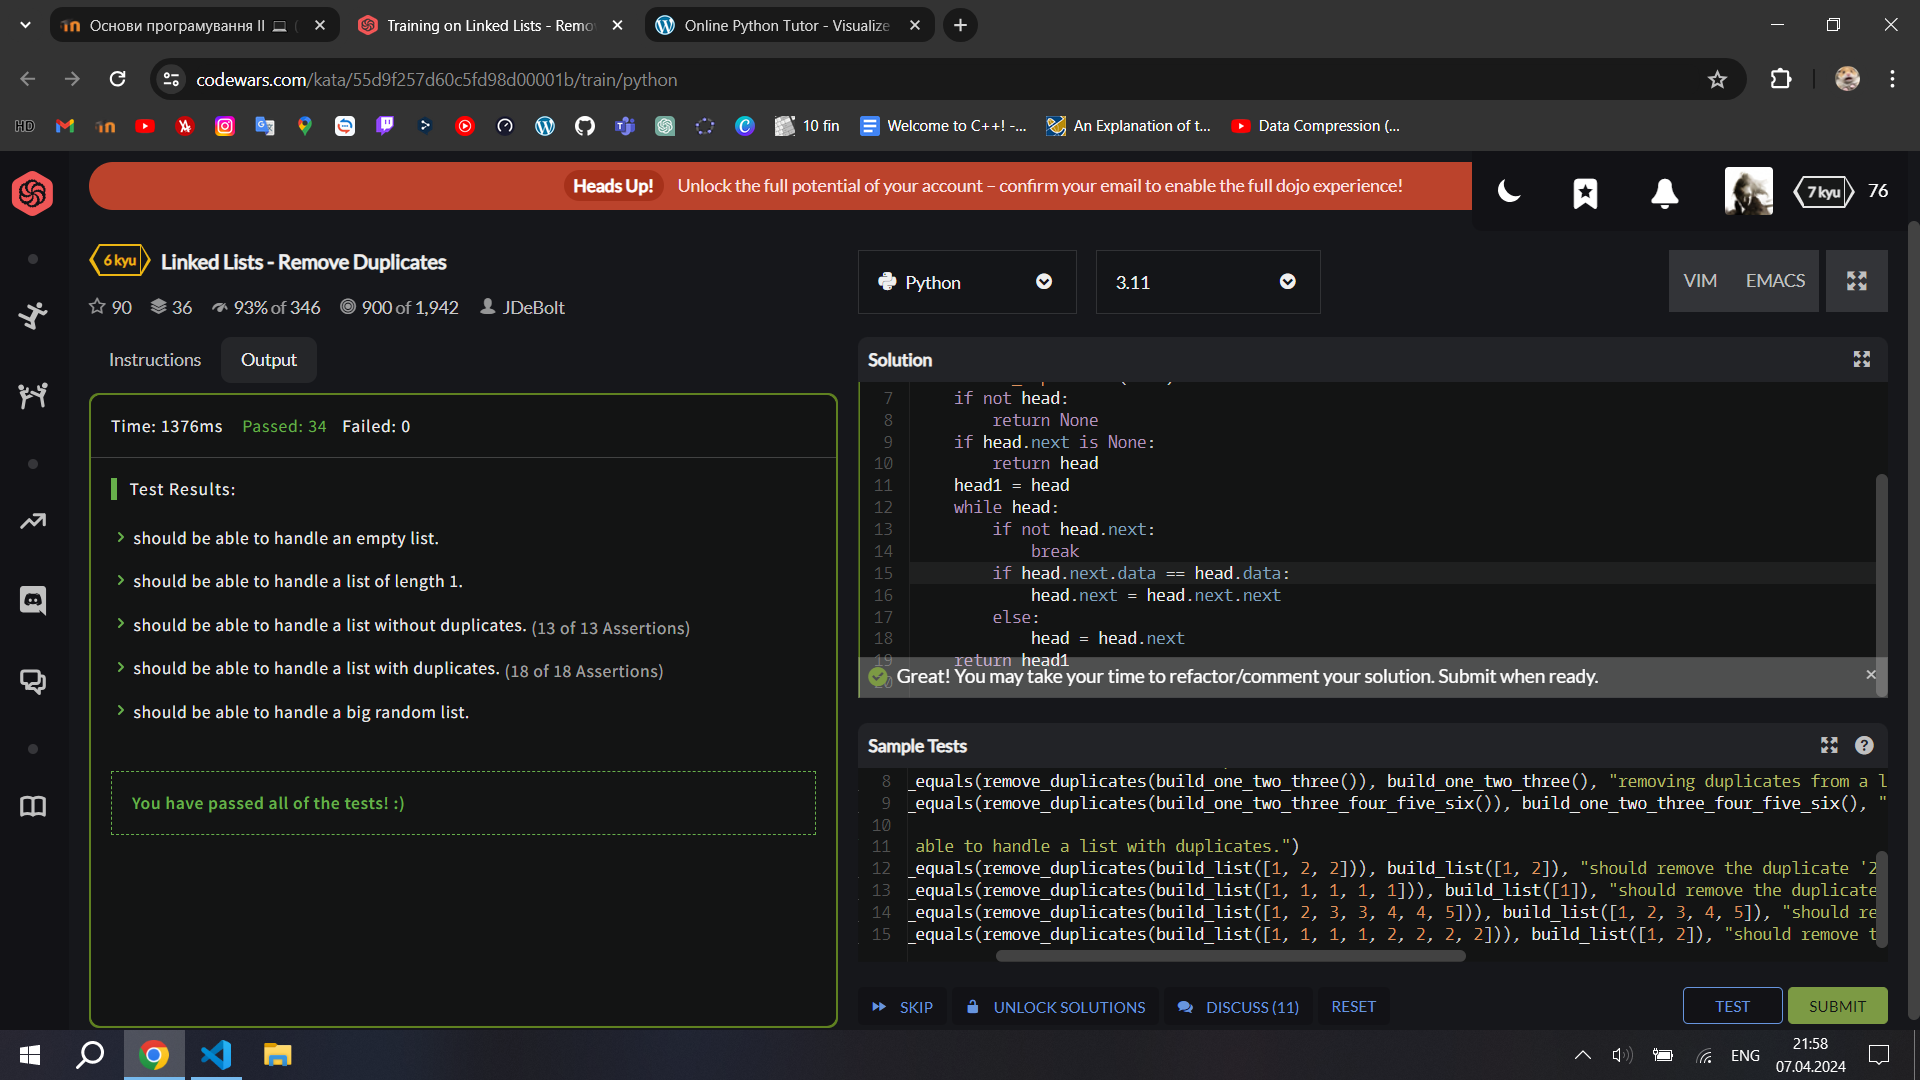 Основи програмування II
Training on Linked Lists - Remo
Online Python Tutor - Visualize
codewars.com/kata/55d9f257d60c5fd98d00001b/train/python
HD
10 fin
Welcome to C++! -...
An Explanation of t...
Data Compression (...
Heads Up! Unlock the full potential of your account – confirm your email to enable the full dojo experience!
7 kyu 76
6 kyu Linked Lists - Remove Duplicates
90 36 93% of 346 900 of 1,942 JDeBolt
Python
3.11
VIM EMACS
Instructions Output
Time: 1376ms Passed: 34 Failed: 0
Test Results:
should be able to handle an empty list.
should be able to handle a list of length 1.
should be able to handle a list without duplicates. (13 of 13 Assertions)
should be able to handle a list with duplicates. (18 of 18 Assertions)
should be able to handle a big random list.
You have passed all of the tests! :)
Solution
7 if not head:
8 return None
9 if head.next is None:
10 return head
11 head1 = head
12 while head:
13 if not head.next:
14 break
15 if head.next.data == head.data:
16 head.next = head.next.next
17 else:
18 head = head.next
19 return head1
20
Great! You may take your time to refactor/comment your solution. Submit when ready.
Sample Tests
8 _equals(remove_duplicates(build_one_two_three()), build_one_two_three(), "removing duplicates from a l
9 _equals(remove_duplicates(build_one_two_three_four_five_six()), build_one_two_three_four_five_six(), "
10
11 able to handle a list with duplicates.")
12 _equals(remove_duplicates(build_list([1, 2, 2])), build_list([1, 2]), "should remove the duplicate '2
13 _equals(remove_duplicates(build_list([1, 1, 1, 1, 1])), build_list([1]), "should remove the duplicate
14 _equals(remove_duplicates(build_list([1, 2, 3, 3, 4, 4, 5])), build_list([1, 2, 3, 4, 5]), "should re
15 _equals(remove_duplicates(build_list([1, 1, 1, 1, 2, 2, 2, 2])), build_list([1, 2]), "should remove t
SKIP UNLOCK SOLUTIONS DISCUSS (11) RESET TEST SUBMIT
ENG
21:58
07.04.2024